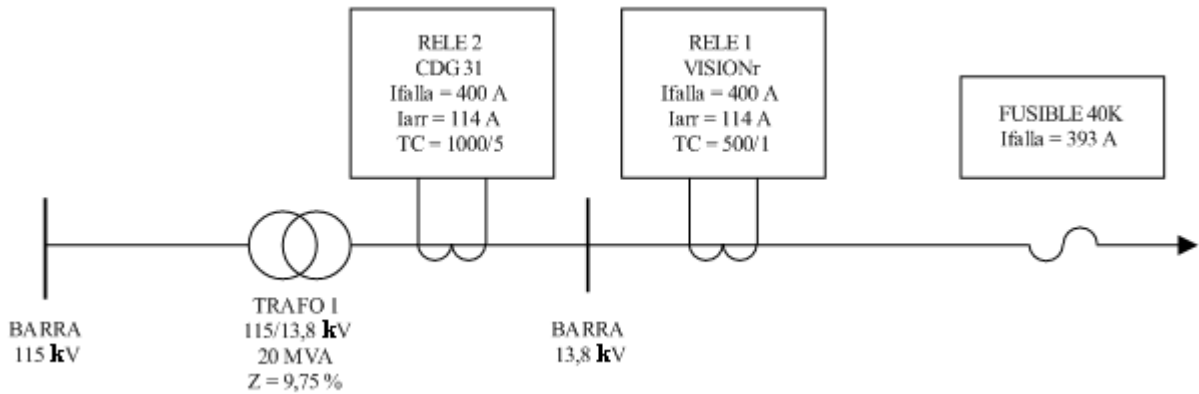 RELE 2
CDG 31
Ifalla = 400 A
Iarr = 114 A
TC = 1000/5
RELE 1
VISIONr
Ifalla = 400 A
Iarr = 114 A
TC = 500/1
FUSIBLE 40K
Ifalla = 393 A
BARRA
115 kV
TRAFO 1
115/13,8 kV
20 MVA
Z = 9,75 %
BARRA
13,8 kV